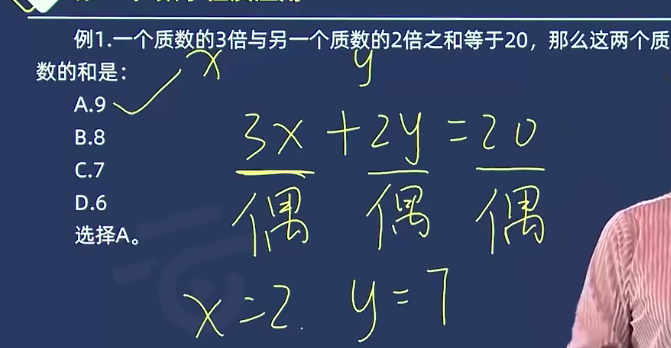 例1.一个质数的3倍与另一个质数的2倍之和等于20，那么这两个质
数的和是：
x y
A.9
B.8
C.7
D.6
选择A。
3x+2y=20
偶 偶 偶
x=2. y=7